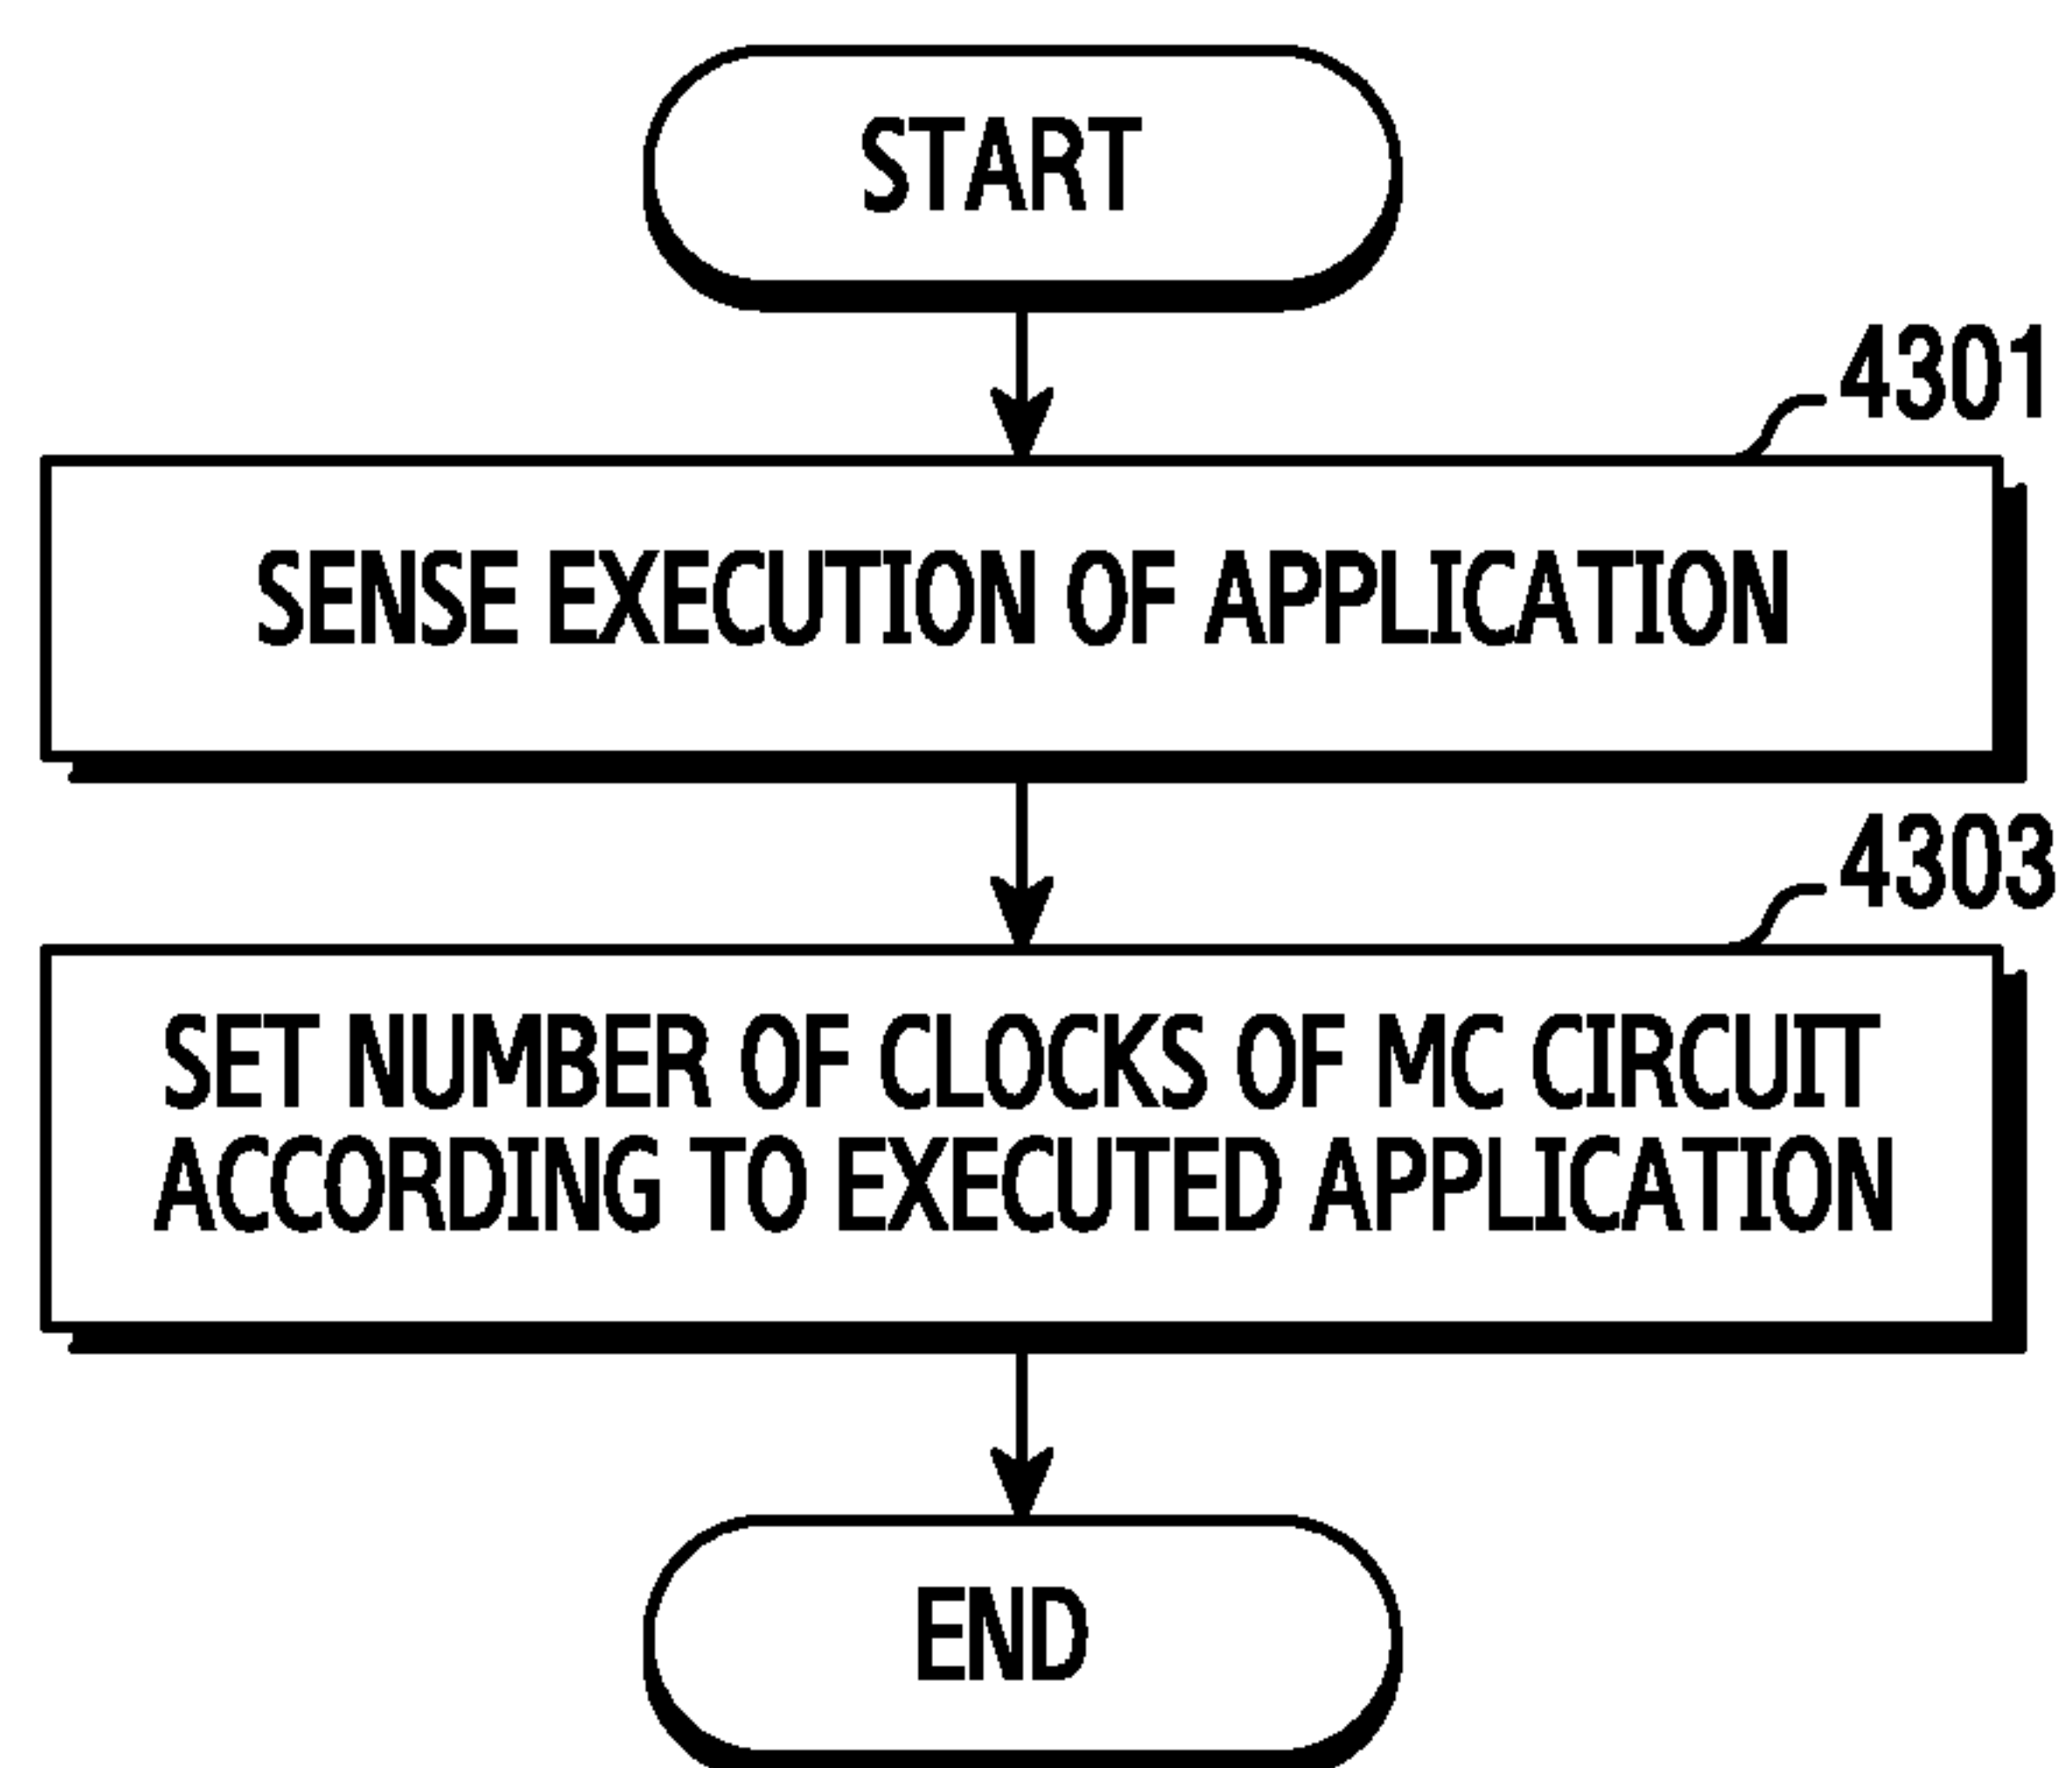 START
4301
SENSE EXECUTION OF APPLICATION
4303
SET NUMBER OF CLOCKS OF MC CIRCUIT
ACCORDING TO EXECUTED APPLICATION
END